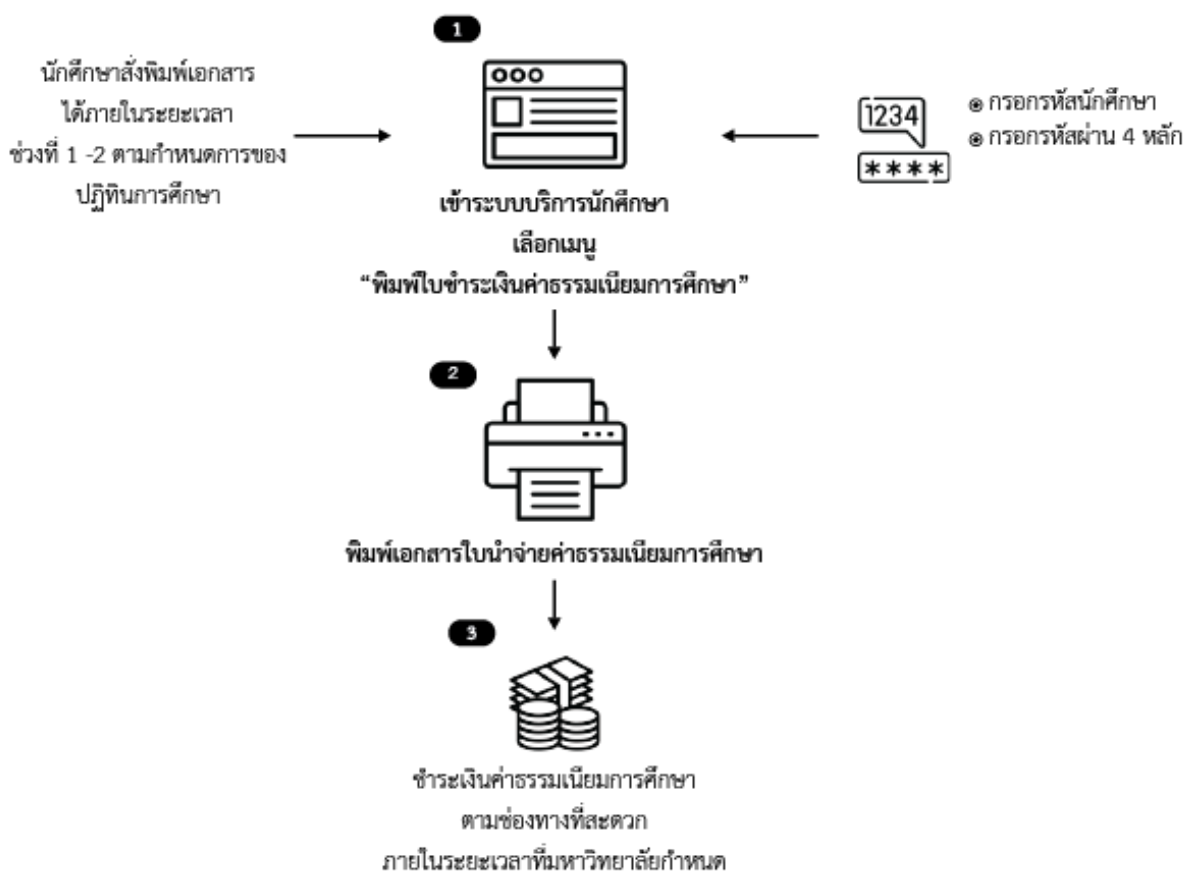 1
นักศึกษาสั่งพิมพ์เอกสาร
ได้ภายในระยะเวลา
ช่วงที่ 1 -2 ตามกำหนดการของ
ปฏิทินการศึกษา
1234
****
๏ กรอกรหัสนักศึกษา
๏ กรอกรหัสผ่าน 4 หลัก
เข้าระบบบริการนักศึกษา
เลือกเมนู
“พิมพ์ใบชำระเงินค่าธรรมเนียมการศึกษา”
2
พิมพ์เอกสารใบนำจ่ายค่าธรรมเนียมการศึกษา
3
ชำระเงินค่าธรรมเนียมการศึกษา
ตามช่องทางที่สะดวก
ภายในระยะเวลาที่มหาวิทยาลัยกำหนด